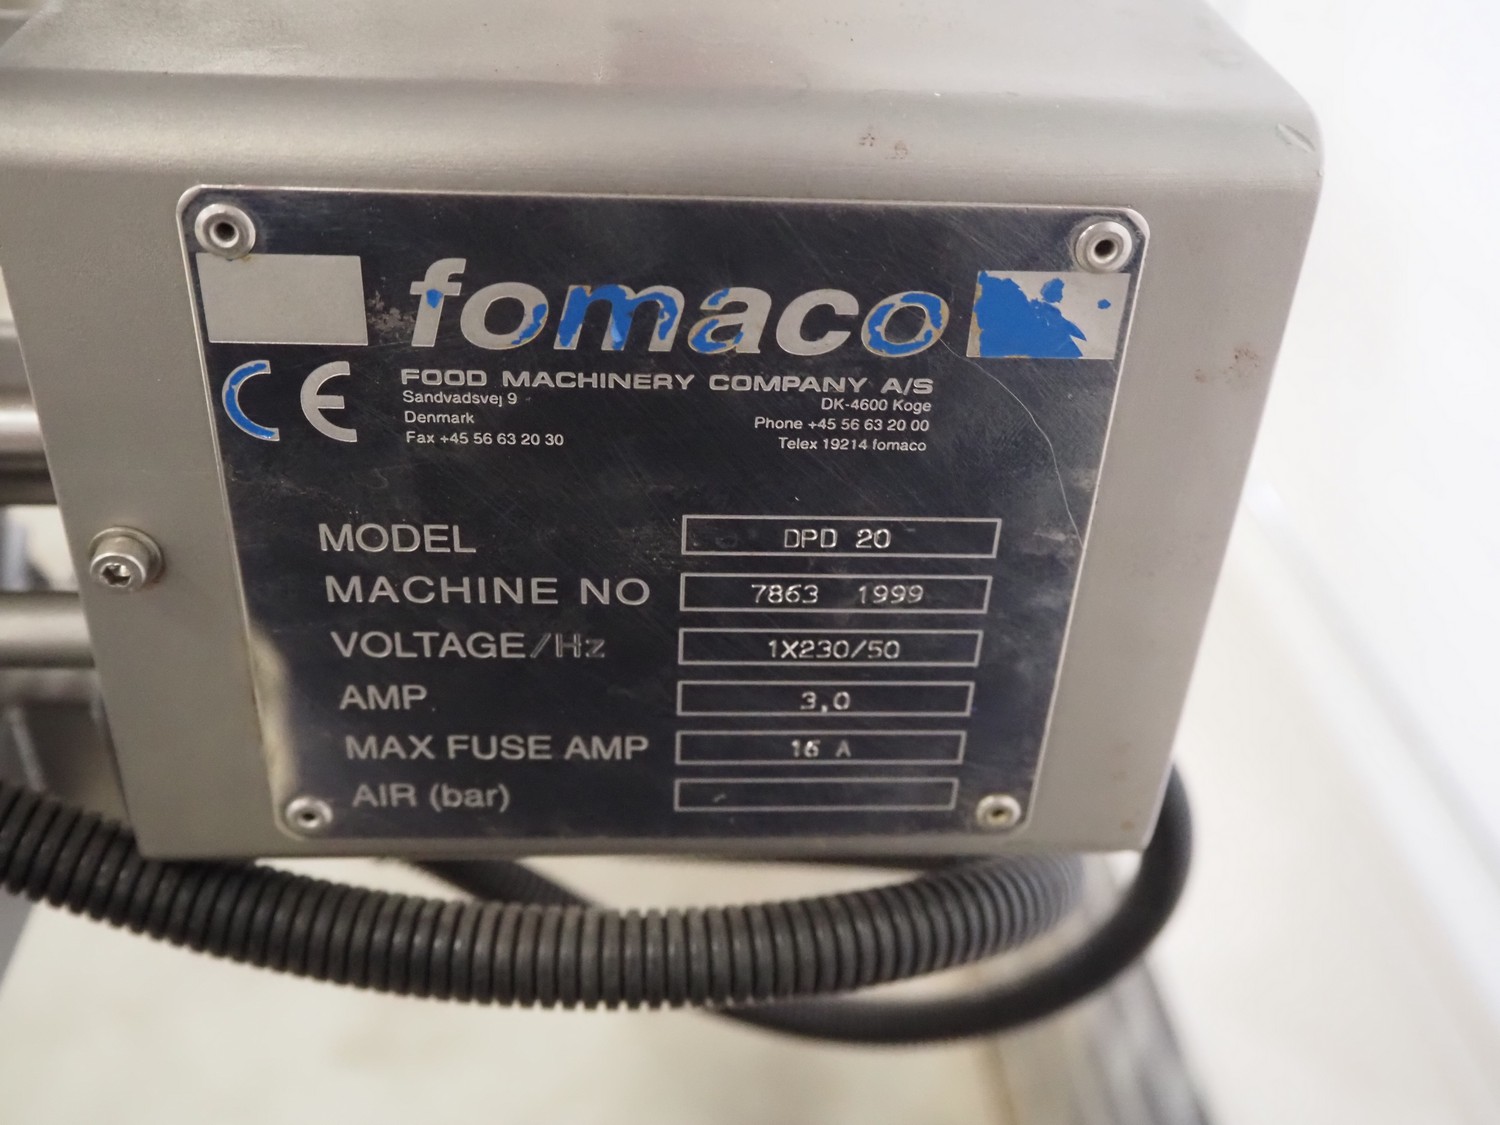 fomaco
CE
FOOD MACHINERY COMPANY A/S
Sandvadsvej 9
DK-4600 Koge
Denmark
Phone +45 56 63 20 00
Fax +45 56 63 20 30
Telex 19214 fomaco
MODEL DPD 20
MACHINE NO 7863 1999
VOLTAGE/Hz 1X230/50
AMP. 3,0
MAX FUSE AMP 16 A
AIR (bar) -